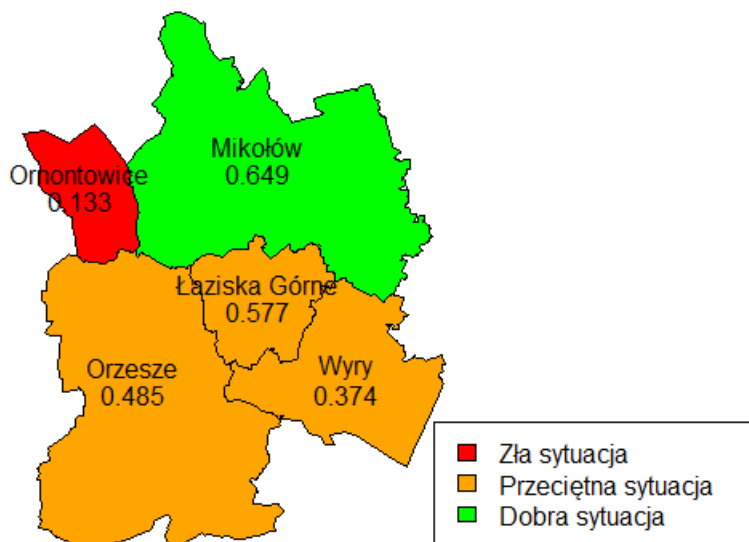 Mikołów
0.649
Ornontowice
0.133
Łaziska Górne
0.577
Orzesze
0.485
Wyry
0.374
Zła sytuacja
Przeciętna sytuacja
Dobra sytuacja